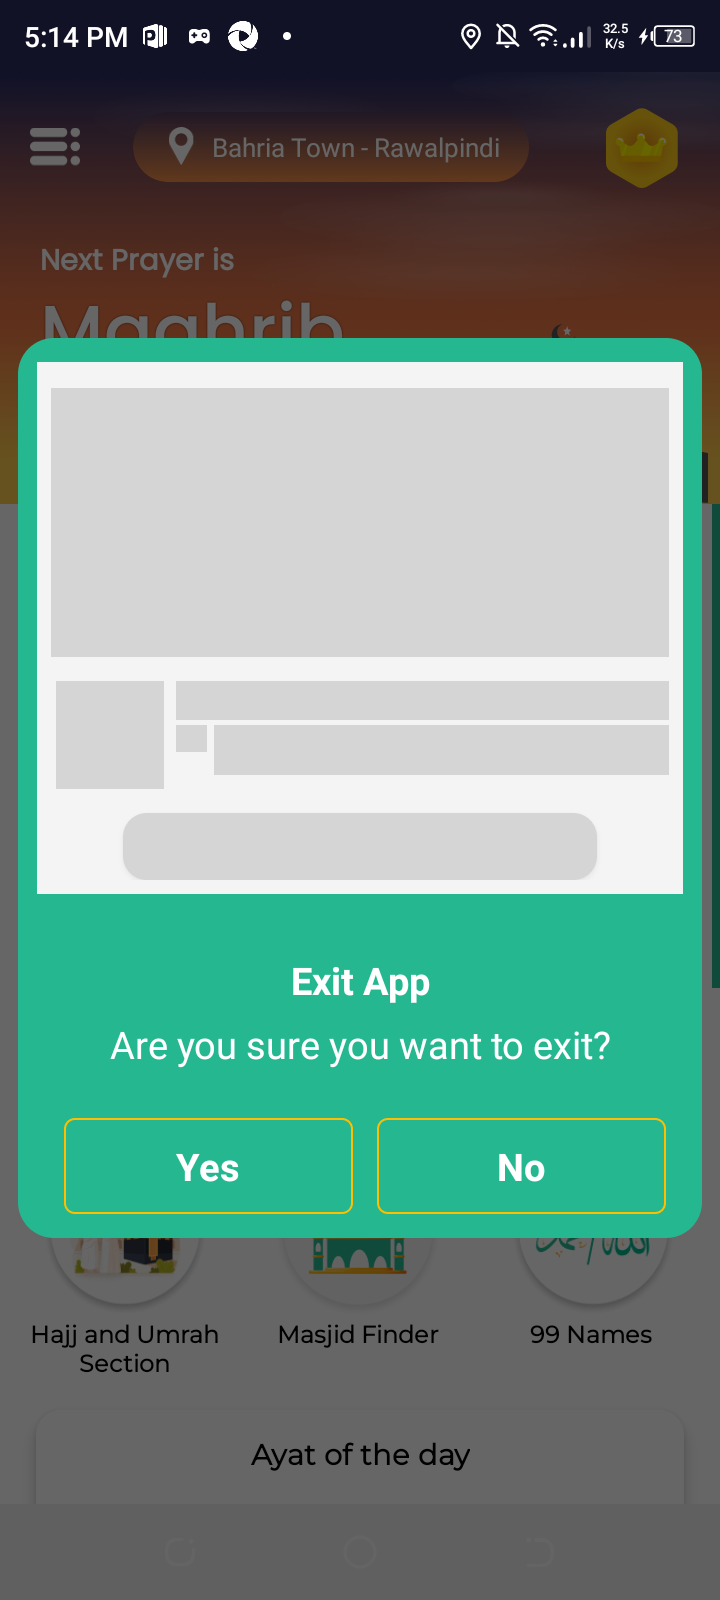 5:14 PM
32.5
K/s
73
Bahria Town - Rawalpindi
Next Prayer is
Maghrib
Exit App
Are you sure you want to exit?
Yes
No
Hajj and Umrah
Section
Masjid Finder
99 Names
Ayat of the day